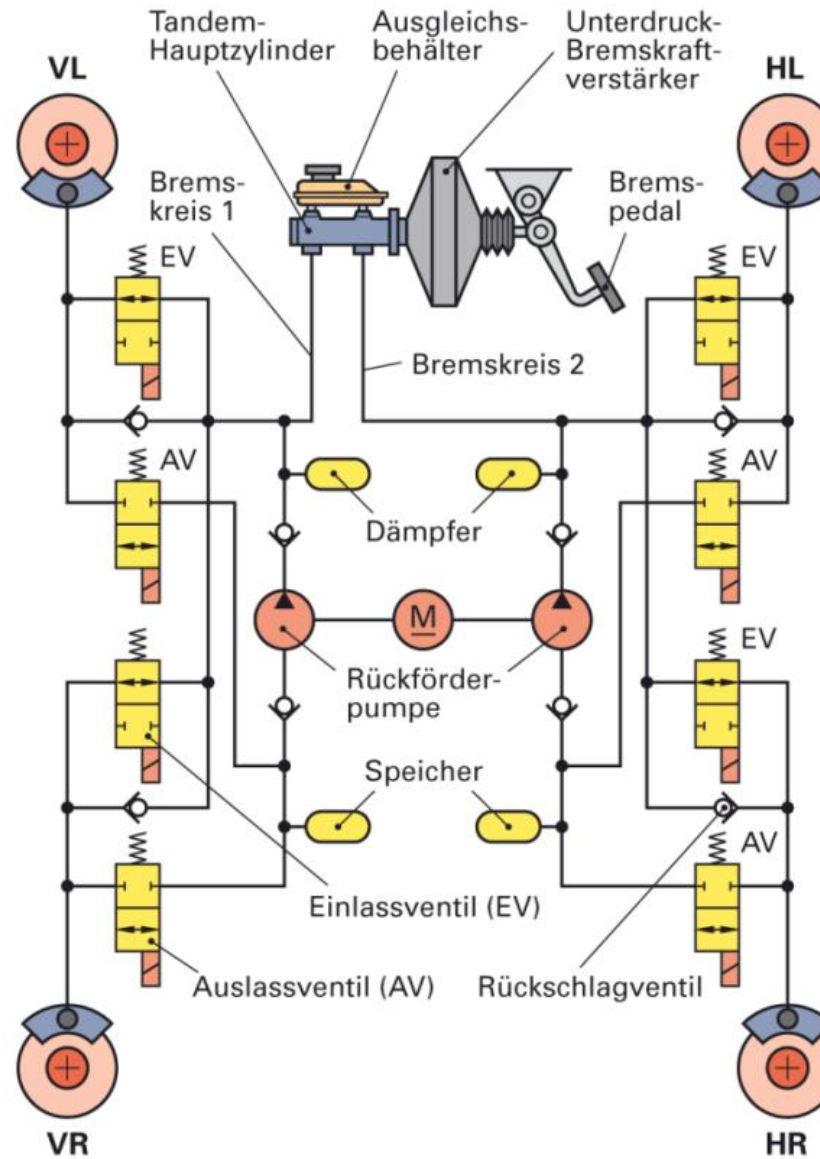 Tandem-
Hauptzylinder
Ausgleichs-
behälter
Unterdruck-
Bremskraft-
verstärker
VL
HL
Brems-
kreis 1
Brems-
pedal
EV
EV
Bremskreis 2
AV
AV
Dämpfer
M
EV
Rückförder-
pumpe
Speicher
AV
Einlassventil (EV)
Auslassventil (AV)
Rückschlagventil
VR
HR